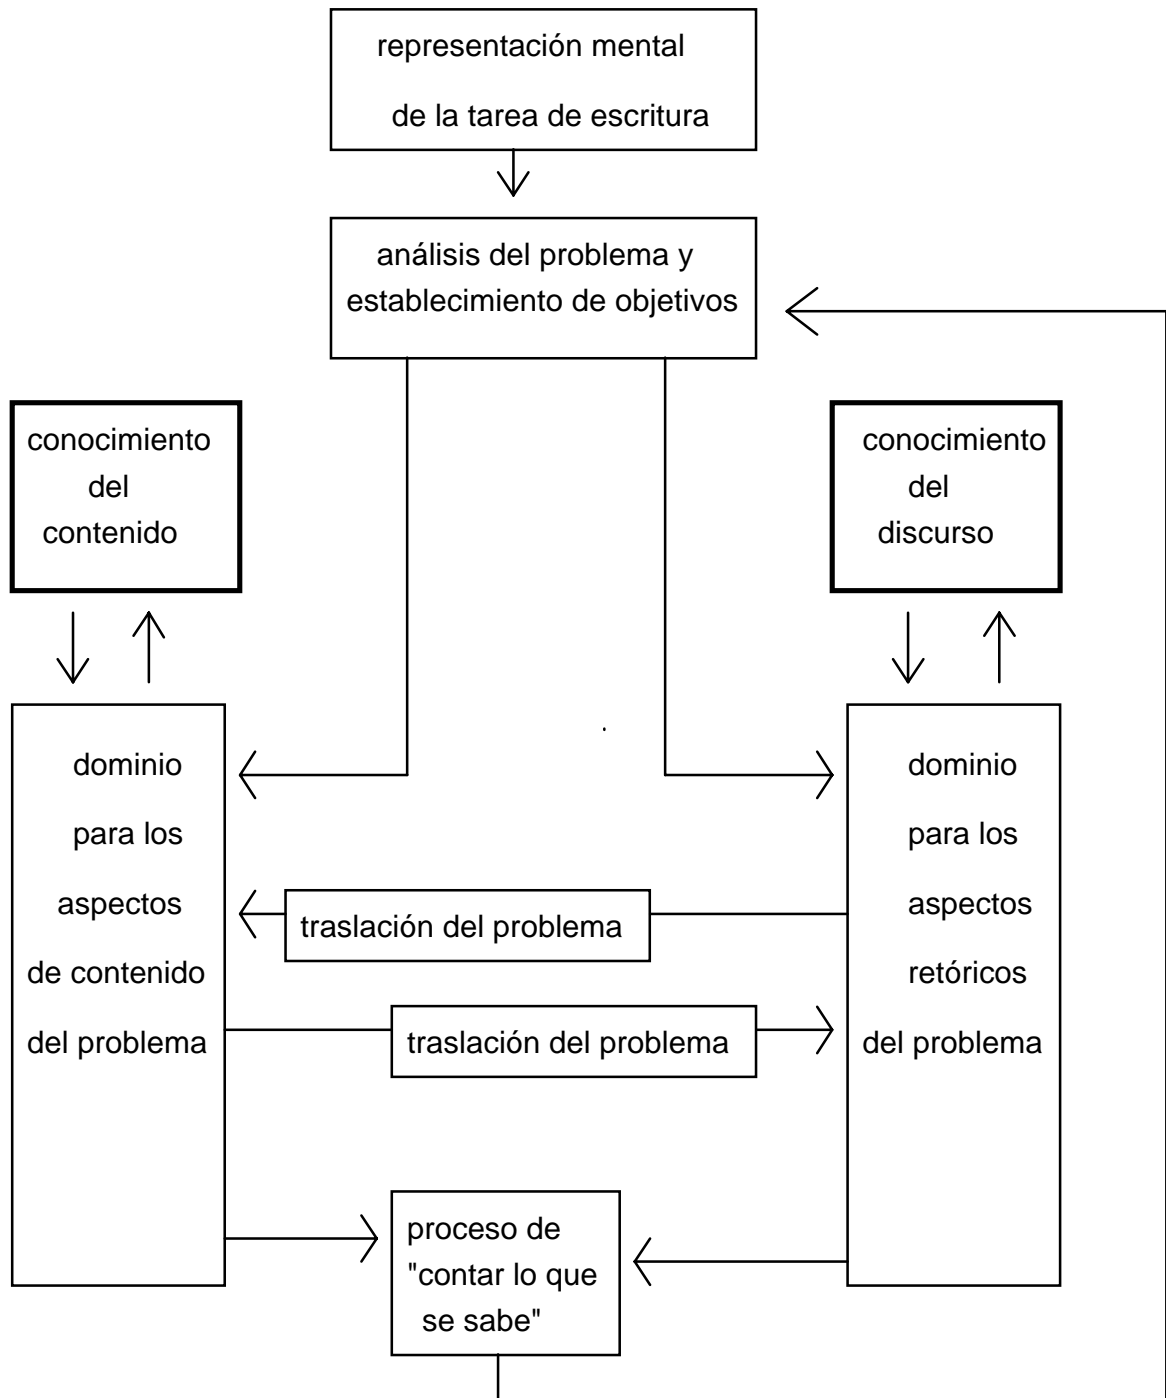 representación mental
de la tarea de escritura
análisis del problema y
establecimiento de objetivos
conocimiento
del
contenido
conocimiento
del
discurso
dominio
para los
aspectos
de contenido
del problema
dominio
para los
aspectos
retóricos
del problema
traslación del problema
traslación del problema
proceso de
"contar lo que
se sabe"